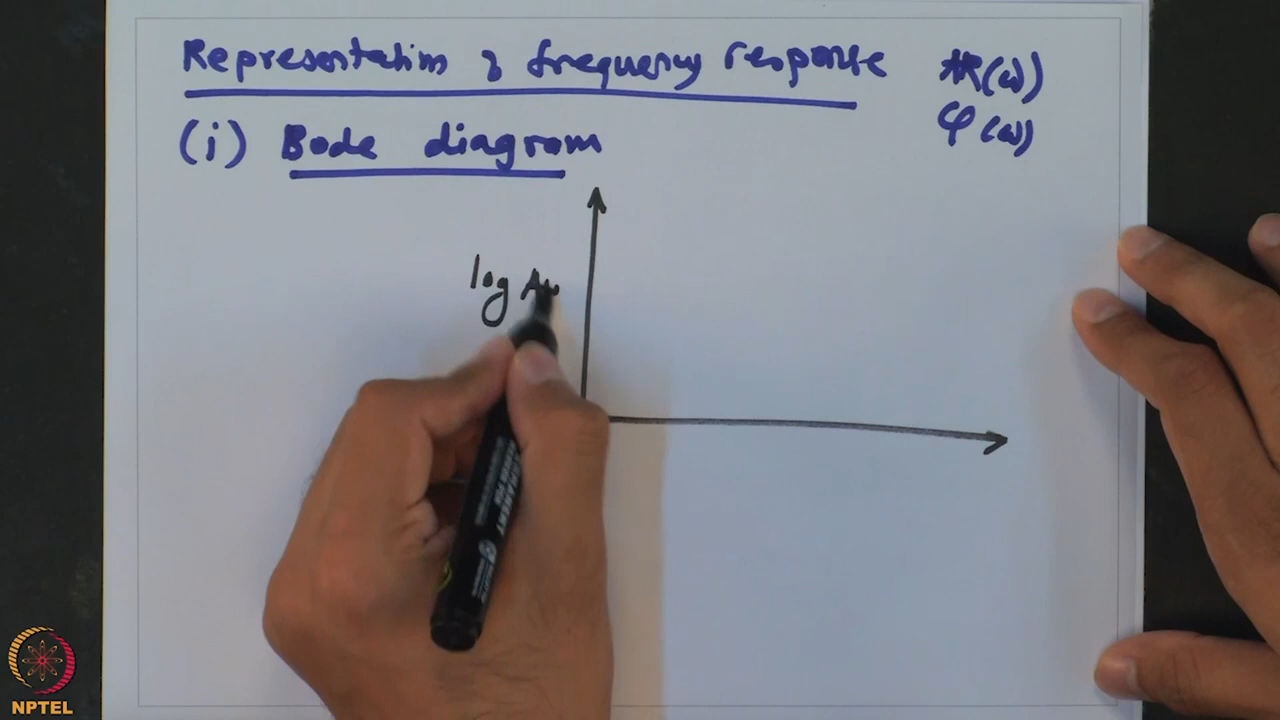 Representation of frequency response AR(ω)
φ(ω)
(i) Bode diagram
log
NPTEL